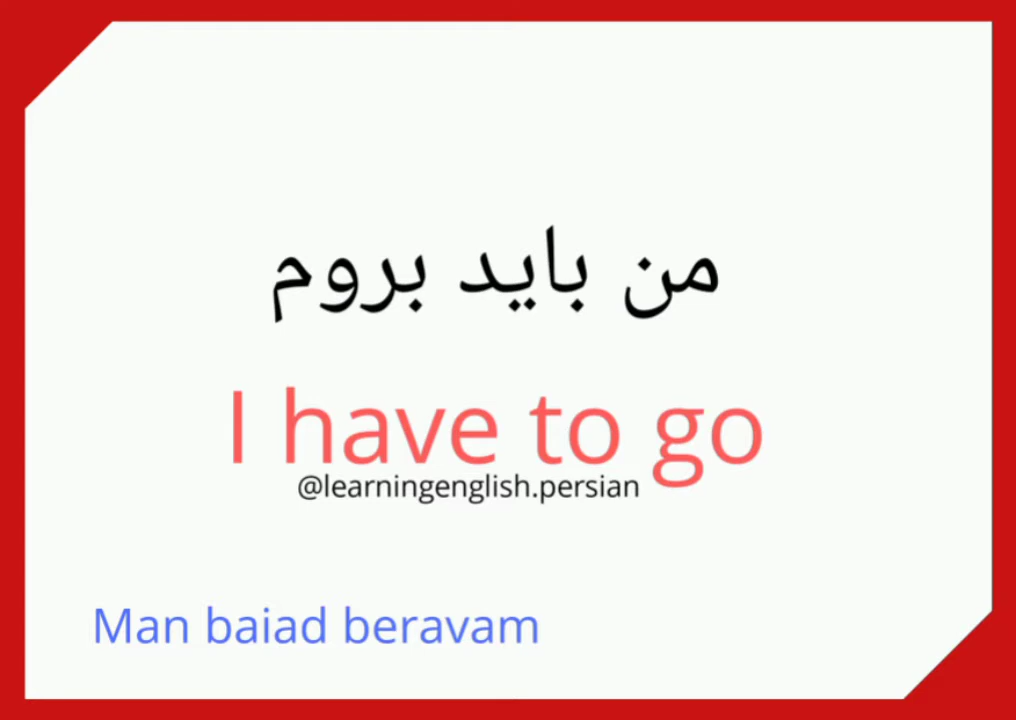 من باید بروم
I have to go
@learningenglish.persian
Man baiad beravam